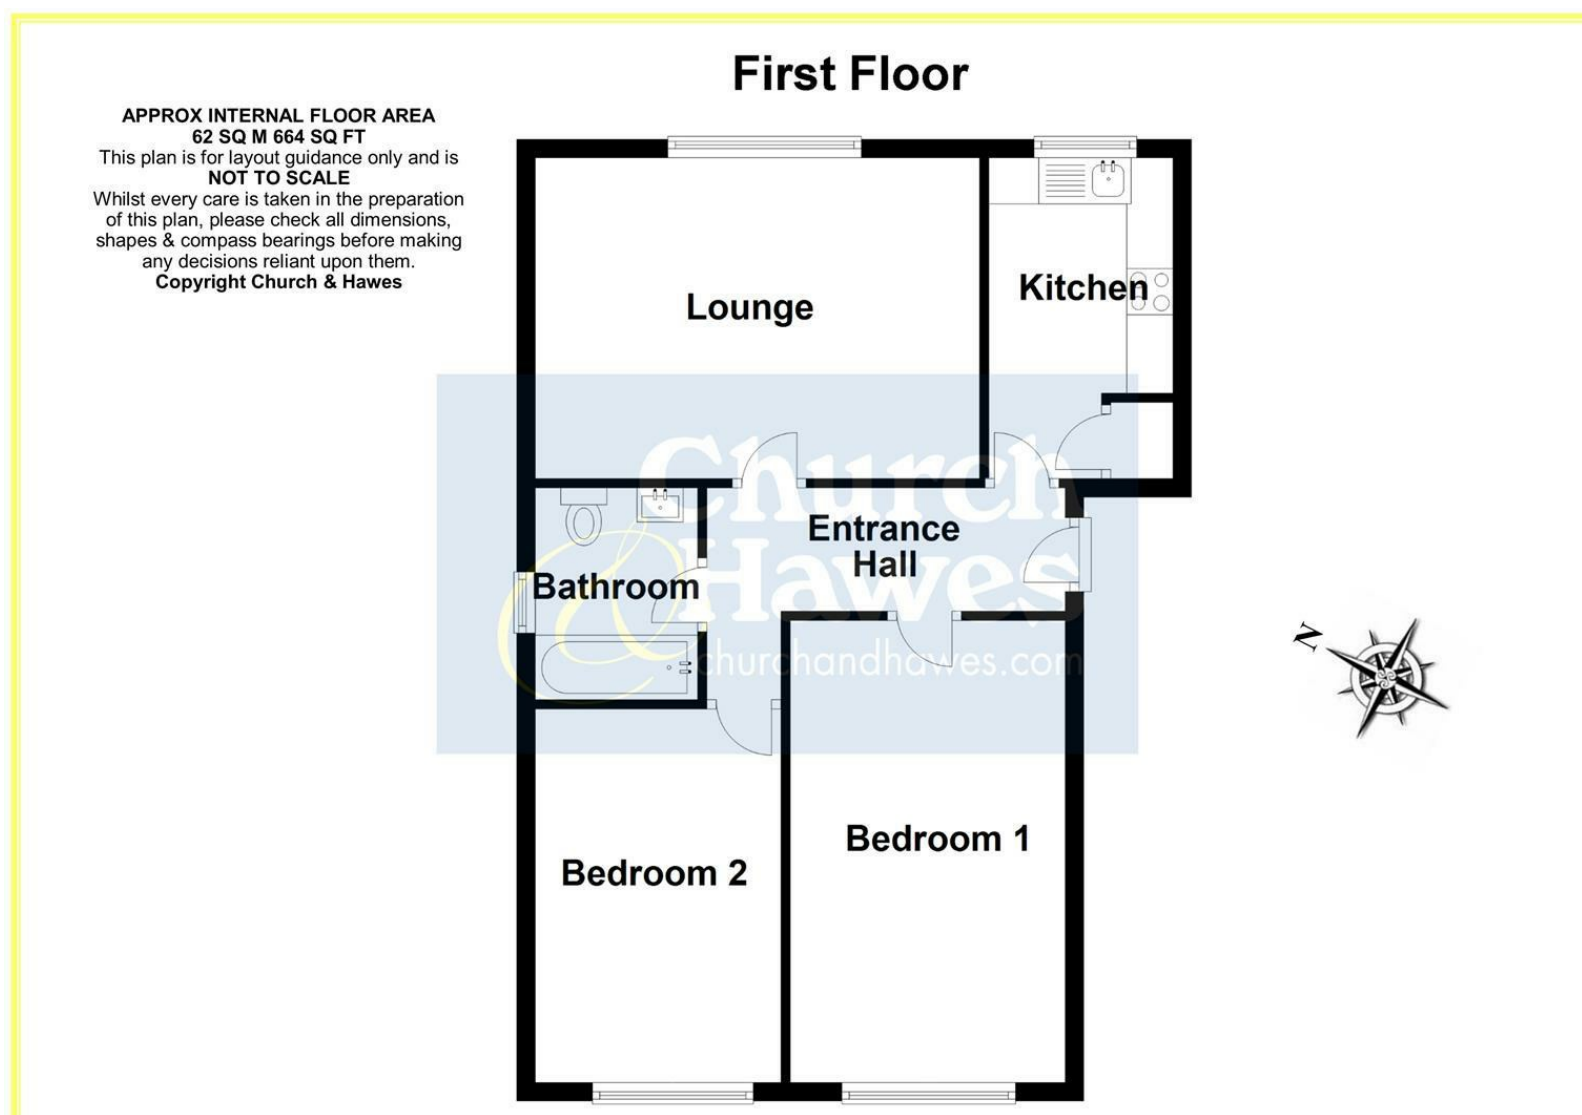 First Floor
APPROX INTERNAL FLOOR AREA
62 SQ M 664 SQ FT
This plan is for layout guidance only and is
NOT TO SCALE
Whilst every care is taken in the preparation
of this plan, please check all dimensions,
shapes & compass bearings before making
any decisions reliant upon them.
Copyright Church & Hawes
Lounge
Kitchen
Church
& Hawes
churchandhawes.com
Entrance
Hall
Bathroom
N
Bedroom 1
Bedroom 2